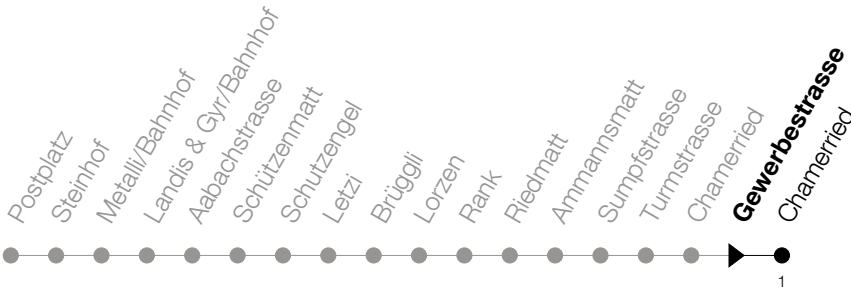 Postplatz
Steinhof
Metalli/Bahnhof
Landis & Gyr/Bahnhof
Aabachstrasse
Schützenmatt
Schutzengel
Letzi
Brüggli
Lorzen
Rank
Riedmatt
Ammannsmatt
Sumpfstrasse
Turmstrasse
Chamerried
Gewerbestrasse
Chamerried
1